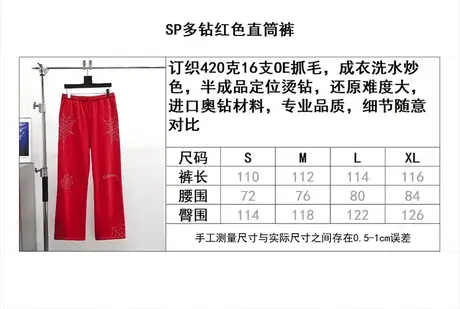 SP多钻红色直筒裤
订织420克16支OE抓毛，成衣洗水炒
色，半成品定位烫钻，还原难度大，
进口奥钻材料，专业品质，细节随意
对比
尺码 S M L XL
裤长 110 112 114 116
腰围 72 76 80 84
臀围 114 118 122 126
手工测量尺寸与实际尺寸之间存在0.5-1cm误差